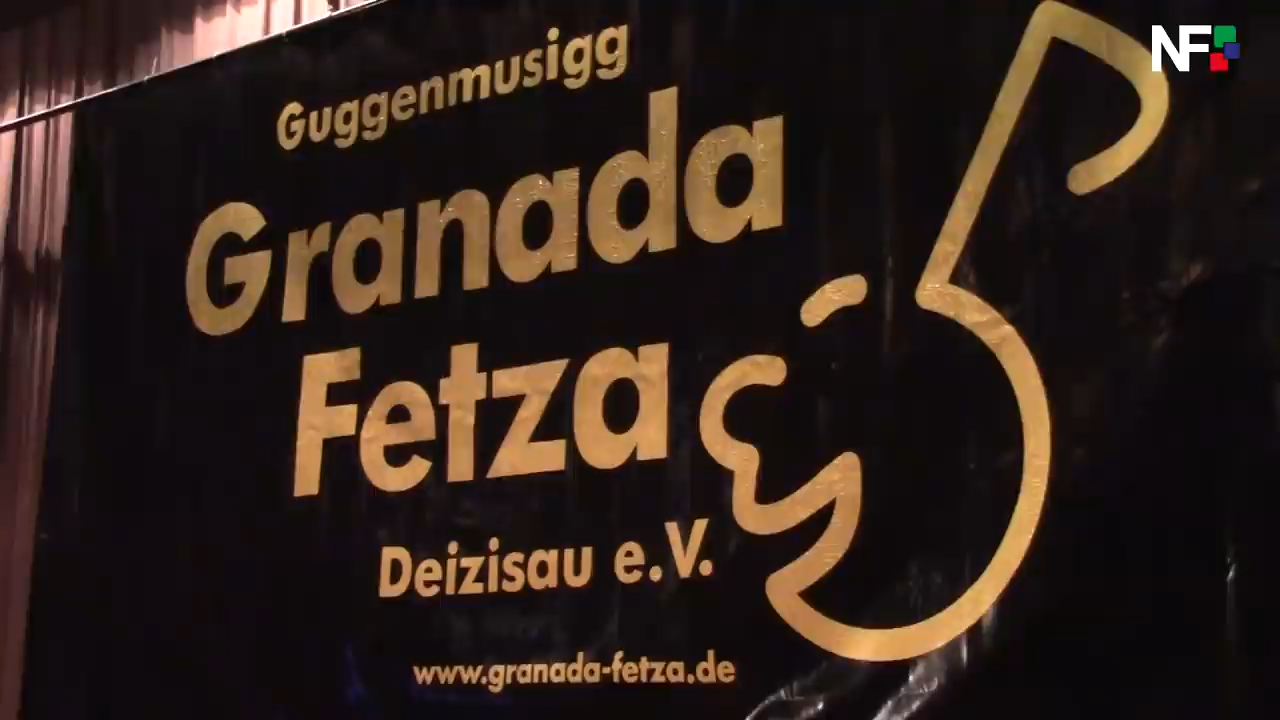 NF
Guggenmusigg
Granada
Fetza
Deizisau e.V.
www.granada-fetza.de